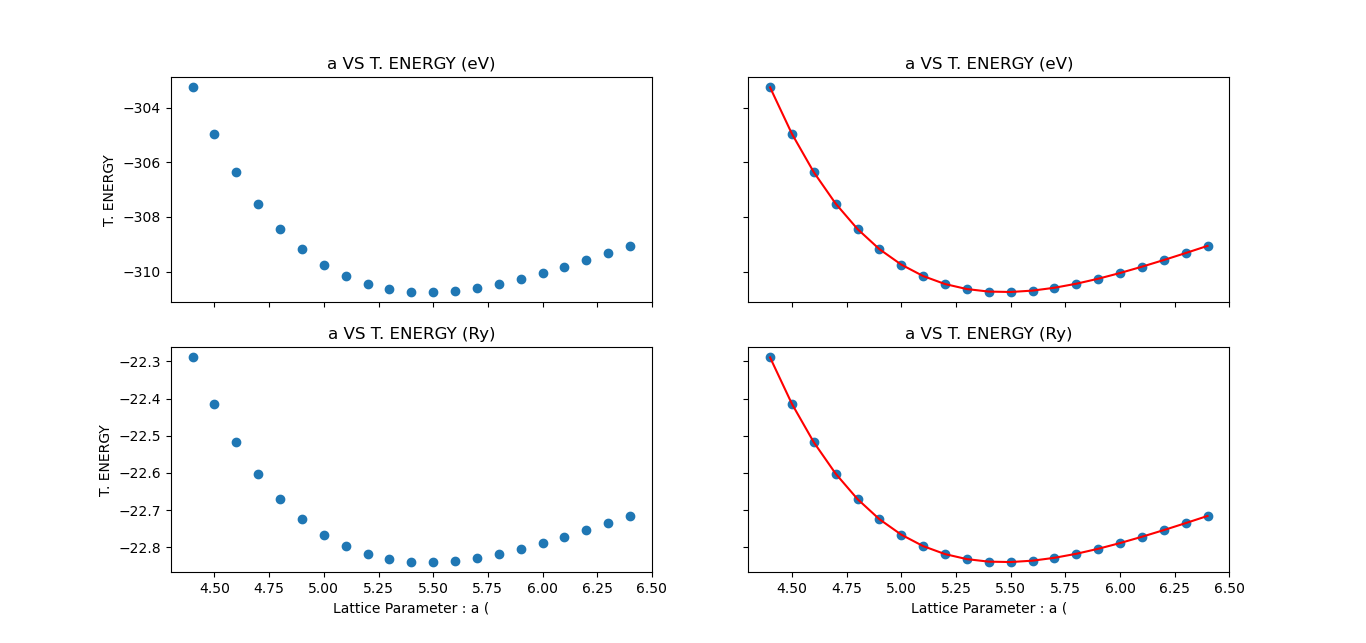 a VS T. ENERGY (eV)
a VS T. ENERGY (eV)
T. ENERGY
−304
−306
−308
−310
a VS T. ENERGY (Ry)
a VS T. ENERGY (Ry)
T. ENERGY
−22.3
−22.4
−22.5
−22.6
−22.7
−22.8
4.50 4.75 5.00 5.25 5.50 5.75 6.00 6.25 6.50
4.50 4.75 5.00 5.25 5.50 5.75 6.00 6.25 6.50
Lattice Parameter : a (
Lattice Parameter : a (